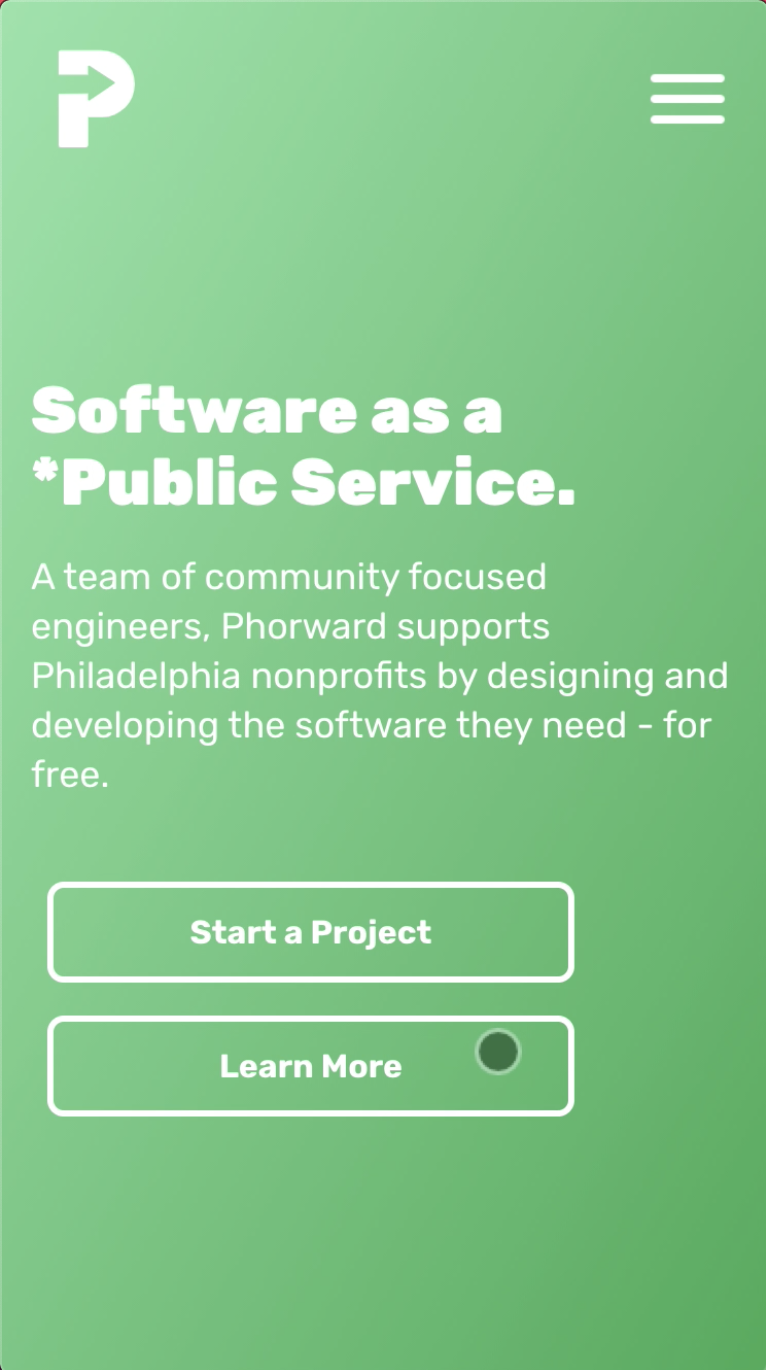 P
Software as a
*Public Service.
A team of community focused
engineers, Phorward supports
Philadelphia nonprofits by designing and
developing the software they need - for
free.
Start a Project
Learn More